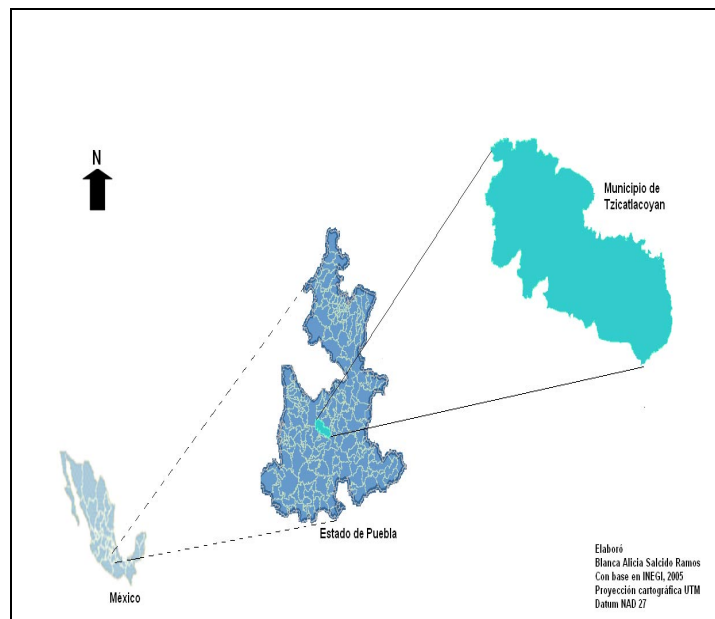 N
Municipio de
Tzicatlacoyan
Estado de Puebla
México
Elaboró
Blanca Alicia Salcido Ramos
Con base en INEGI, 2005
Proyección cartográfica UTM
Datum NAD 27